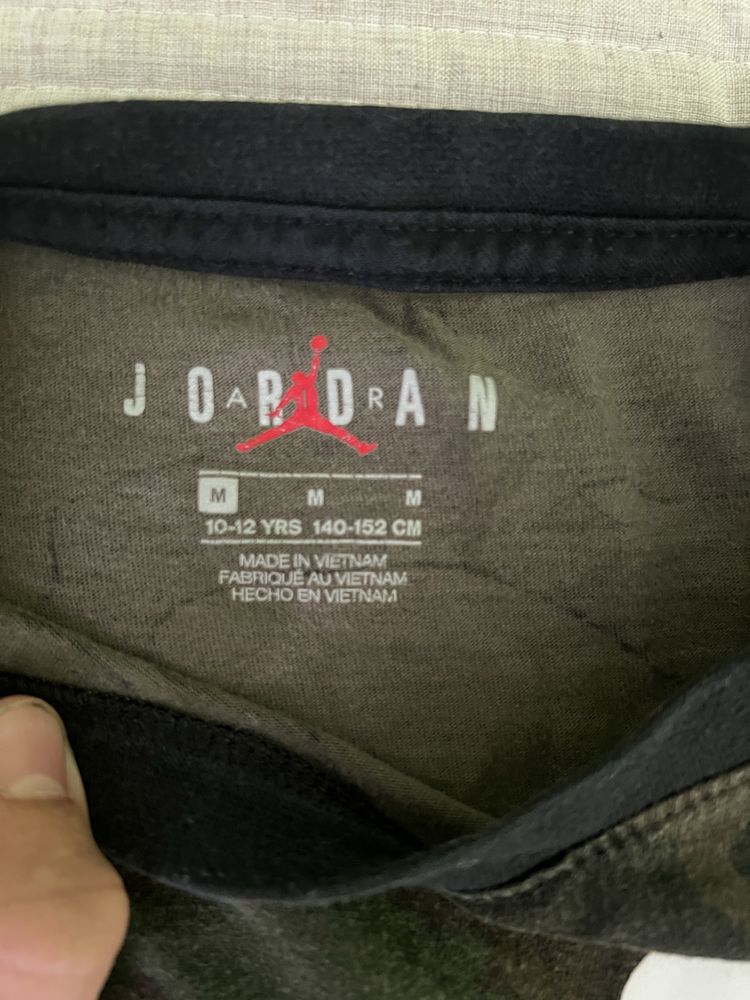 JORDAN
AIR
M M M
10-12 YRS 140-152 CM
MADE IN VIETNAM
FABRIQUÉ AU VIETNAM
HECHO EN VIETNAM